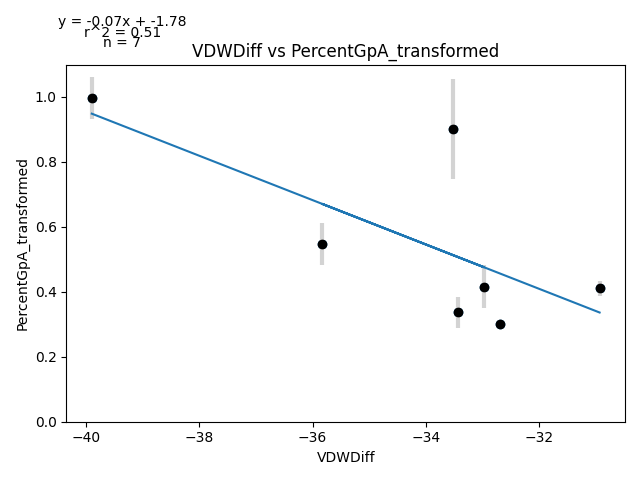 y = -0.07x + -1.78
r^2 = 0.51
n = 7
VDWDiff vs PercentGpA_transformed
PercentGpA_transformed
1.0
0.8
0.6
0.4
0.2
0.0
−40
−38
−36
−34
−32
VDWDiff